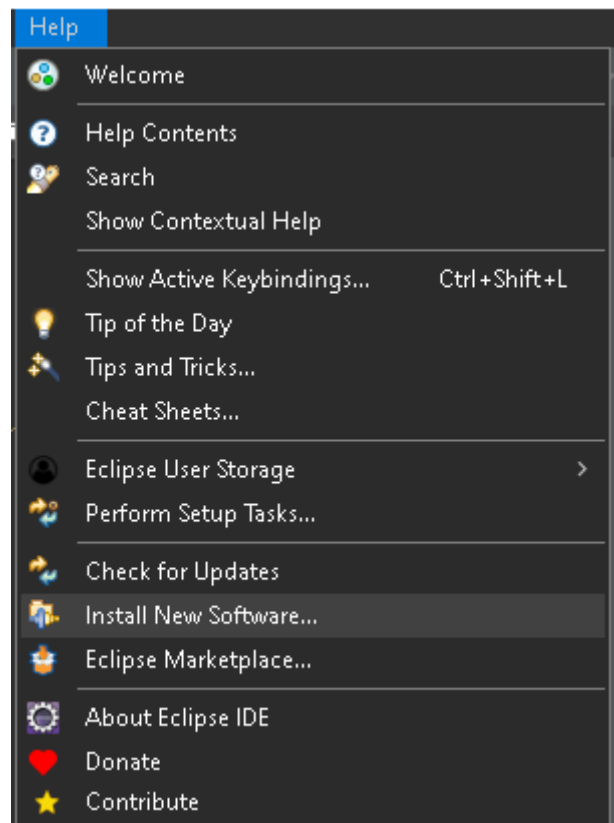 Help
Welcome
Help Contents
Search
Show Contextual Help
Show Active Keybindings... Ctrl+Shift+L
Tip of the Day
Tips and Tricks...
Cheat Sheets...
Eclipse User Storage
Perform Setup Tasks...
Check for Updates
Install New Software...
Eclipse Marketplace...
About Eclipse IDE
Donate
Contribute